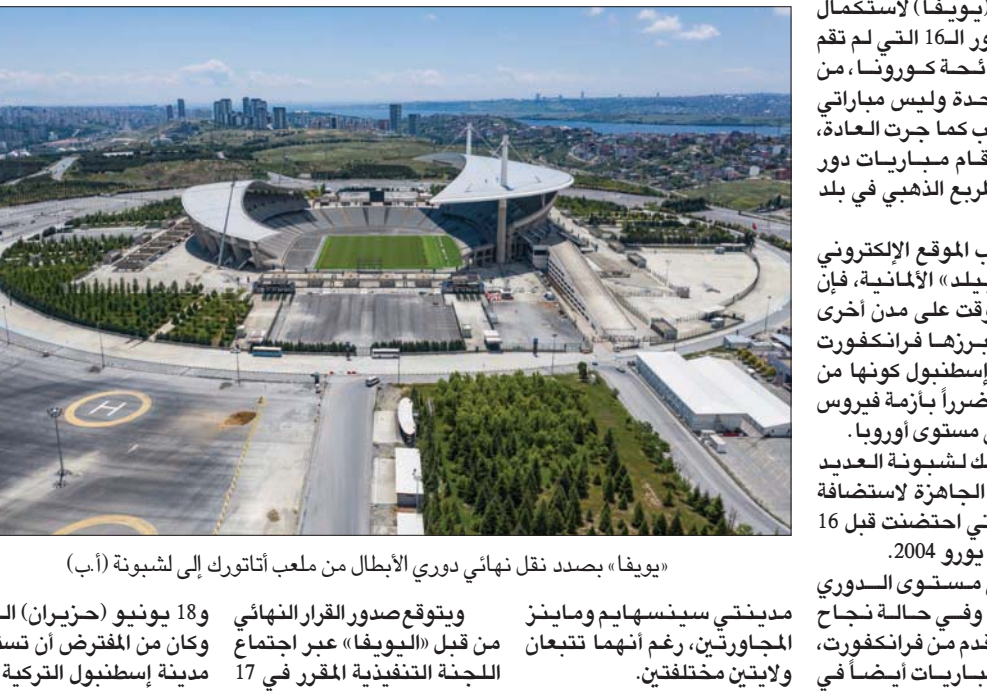 (يويفا) لاستكمال
ور الـ16 التي لم تقم
ئحة كورونا، من
حدة وليس مباراتي
ب كما جرت العادة،
قام مباريات دور
لربع الذهبي في بلد
ب الموقع الإلكتروني
بيلد» الألمانية، فإن
وقت على مدن أخرى
برزها فرانكفورت
إسطنبول كونها من
ضرراً بأزمة فيروس
ى مستوى أوروبا.
ك لشبونة العديد
الجاهزة لاستضافة
تي احتضنت قبل 16
يورو 2004.
ى مستوى الدوري
وفي حالة نجاح
قدم من فرانكفورت،
باريات أيضاً في
«يويفا» بصدد نقل نهائي دوري الأبطال من ملعب أتاتورك إلى لشبونة (أ.ب)
مدينتي سينسهايم وماينز
المجاورتين، رغم أنهما تتبعان
ولايتين مختلفتين.
ويتوقع صدور القرار النهائي
من قبل «اليويفا» عبر اجتماع
اللجنة التنفيذية المقرر في 17
و18 يونيو (حزيران) الـ
وكان من المفترض أن تس
مدينة إسطنبول التركية